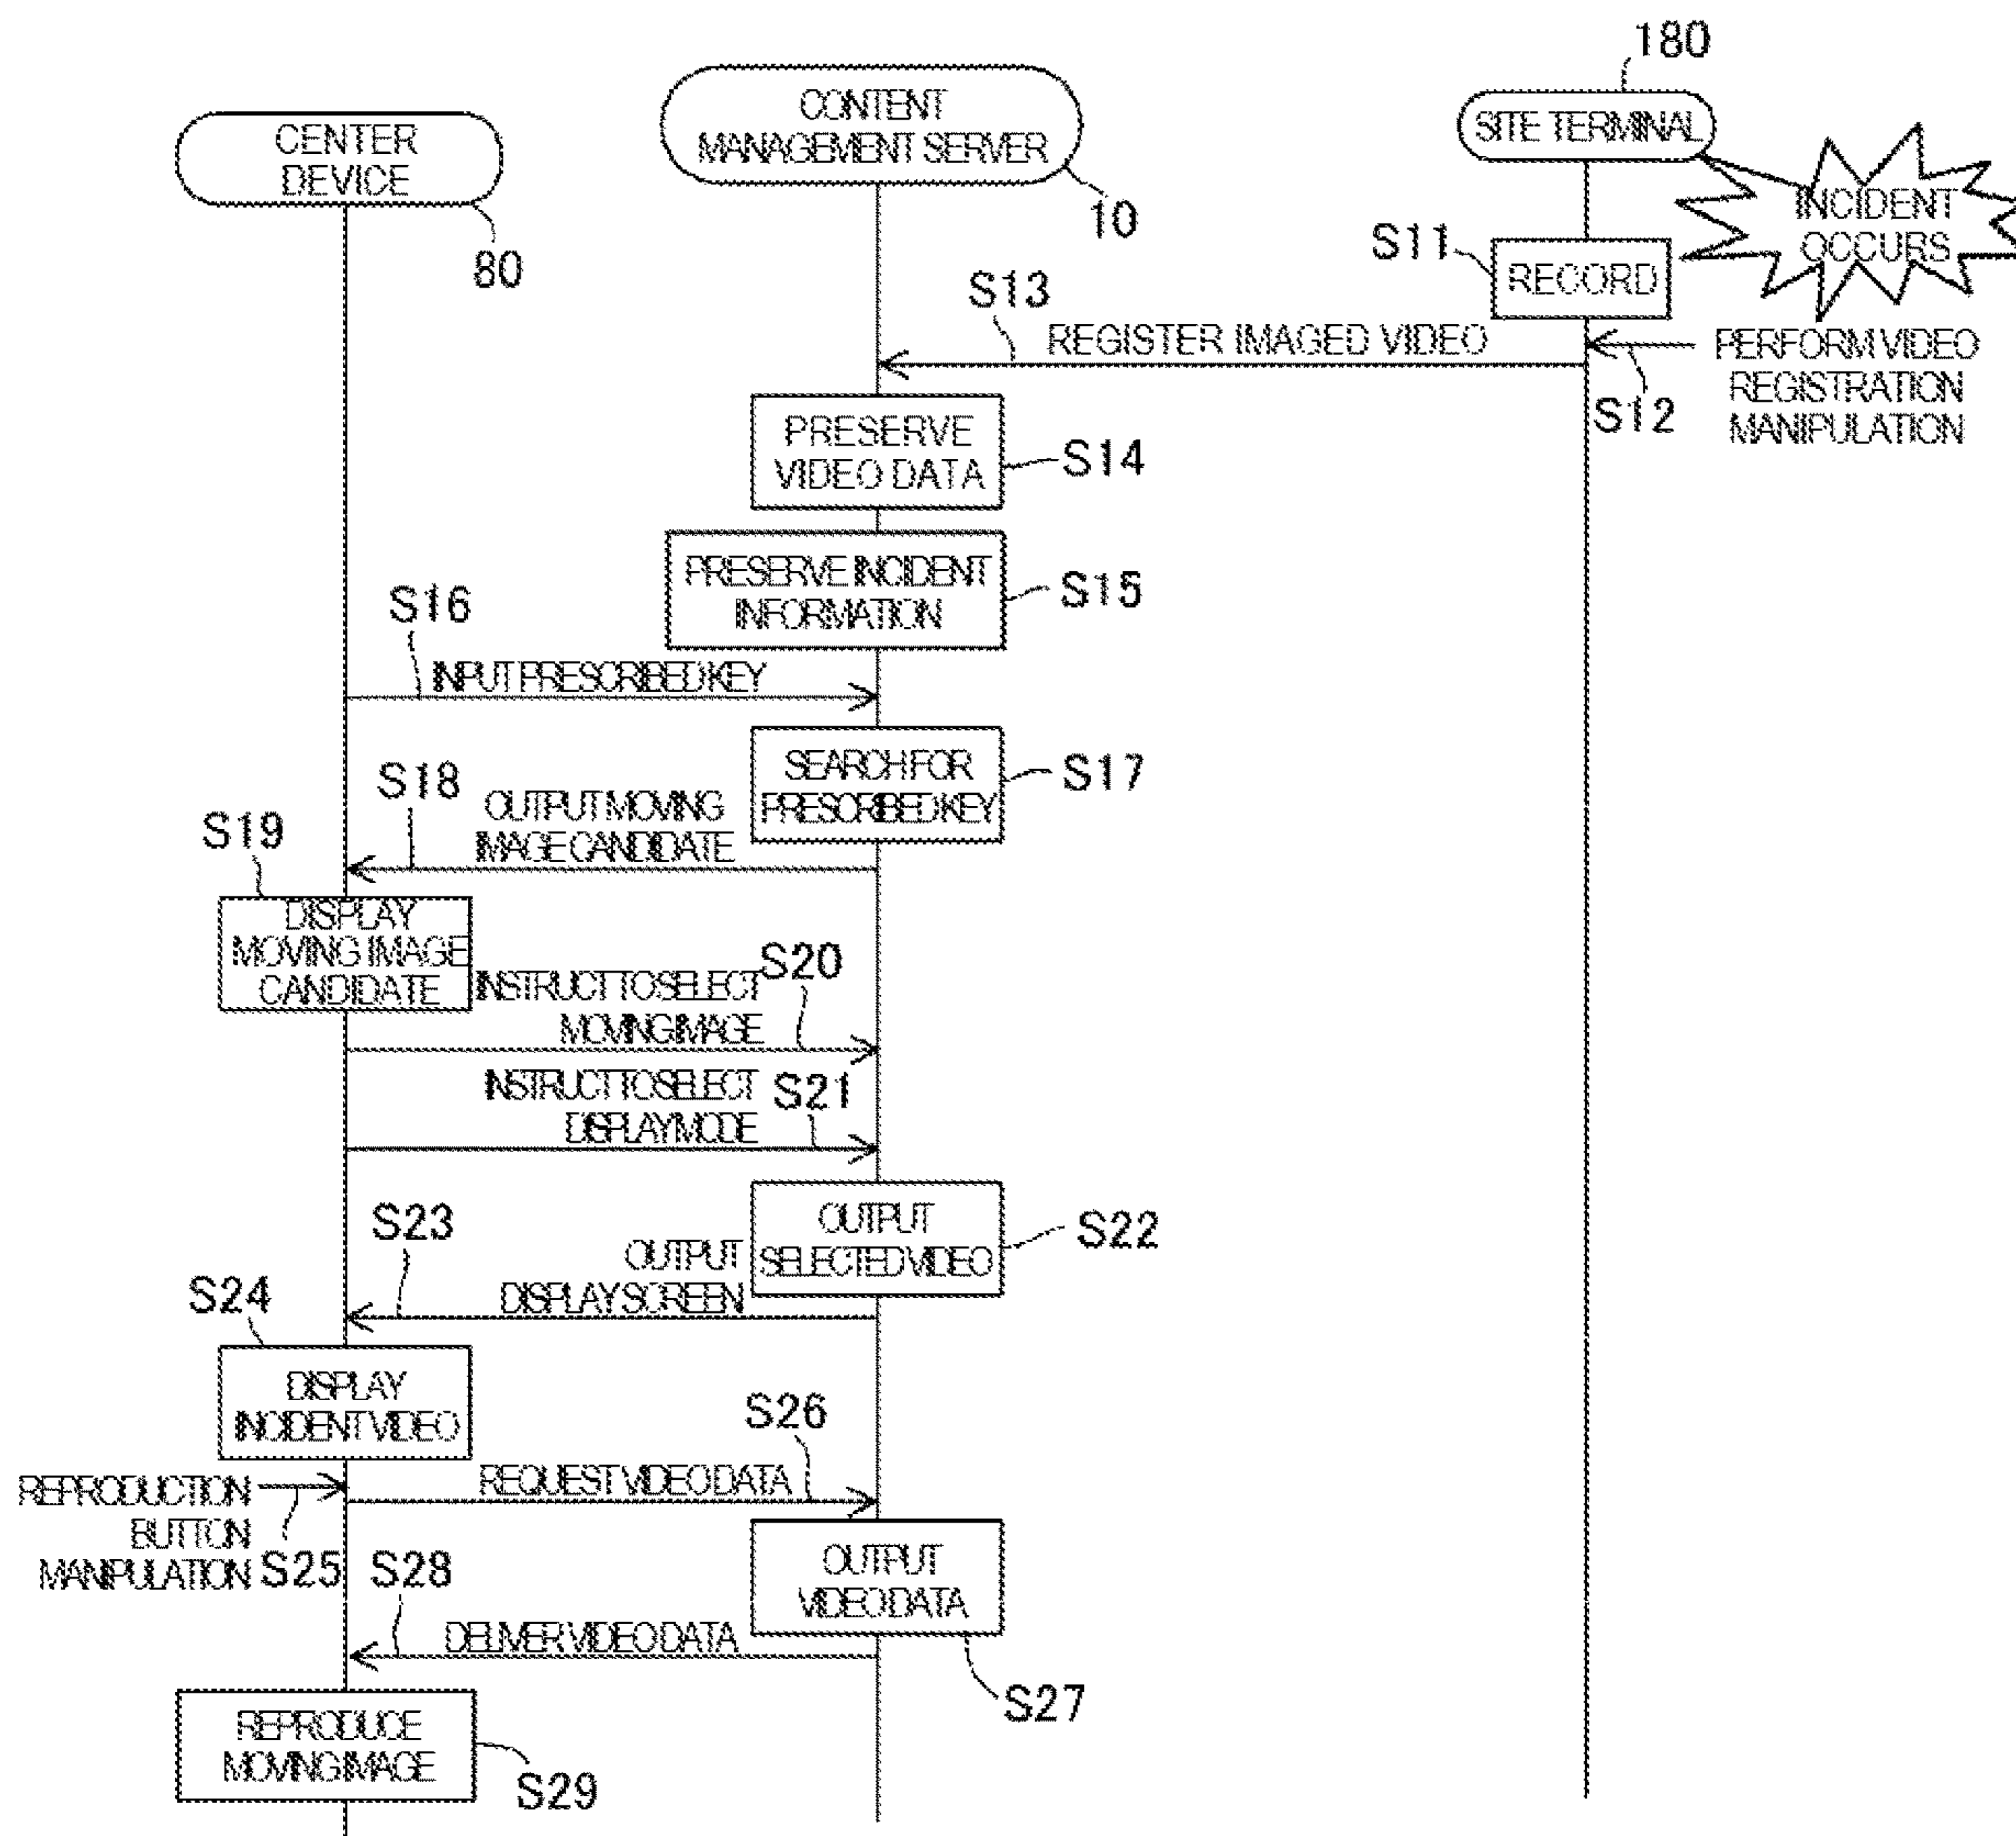 180
CONTENT
MANAGEMENT SERVER
10
CENTER
DEVICE
80
SITE TERMINAL
INCIDENT
OCCURS
S11
RECORD
S13
REGISTER IMAGED VIDEO
S12
PERFORM VIDEO
REGISTRATION
MANIPULATION
PRESERVE
VIDEO DATA
S14
PRESERVE INCIDENT
INFORMATION
S15
S16
INPUT PRESCRIBED KEY
SEARCH FOR
PRESCRIBED KEY
S17
S18
OUTPUT MOVING
IMAGE CANDIDATE
S19
DISPLAY
MOVING IMAGE
CANDIDATE
S20
INSTRUCT TO SELECT
MOVING IMAGE
INSTRUCT TO SELECT
DISPLAY MODE
S21
OUTPUT
SELECTED VIDEO
S22
S23
OUTPUT
DISPLAY SCREEN
S24
DISPLAY
INCIDENT VIDEO
S26
REQUEST VIDEO DATA
REPRODUCTION
BUTTON
MANIPULATION
S25
OUTPUT
VIDEO DATA
S27
S28
DELIVER VIDEO DATA
REPRODUCE
MOVING IMAGE
S29